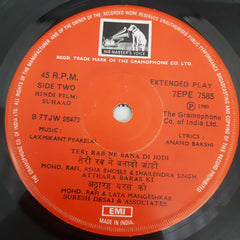 HIS MASTER'S VOICE
REGD. TRADE MARK OF THE GRAMOPHONE CO. LTD.
45 R.P.M.
SIDE TWO
HINDI FILM:
SUHAAG
B 7TJW 28472
MUSIC:
LAXMIKANT PYARELAL
EXTENDED PLAY
7EPE 7585
℗ 1980
The Gramophone
Co. of India Ltd.
LYRICS :
ANAND BAKSHI
TERI RAB NE BANA DI JODI
तेरी रब ने बनादी जोड़ी
MOHD. RAFI, ASHA BHOSLE & SHAILENDRA SINGH
ATTHARA BARAS KI
अठारह बरस की
MOHD. RAFI & LATA MANGESHKAR
SURESH DESAI & ASSOCIATES
EMI